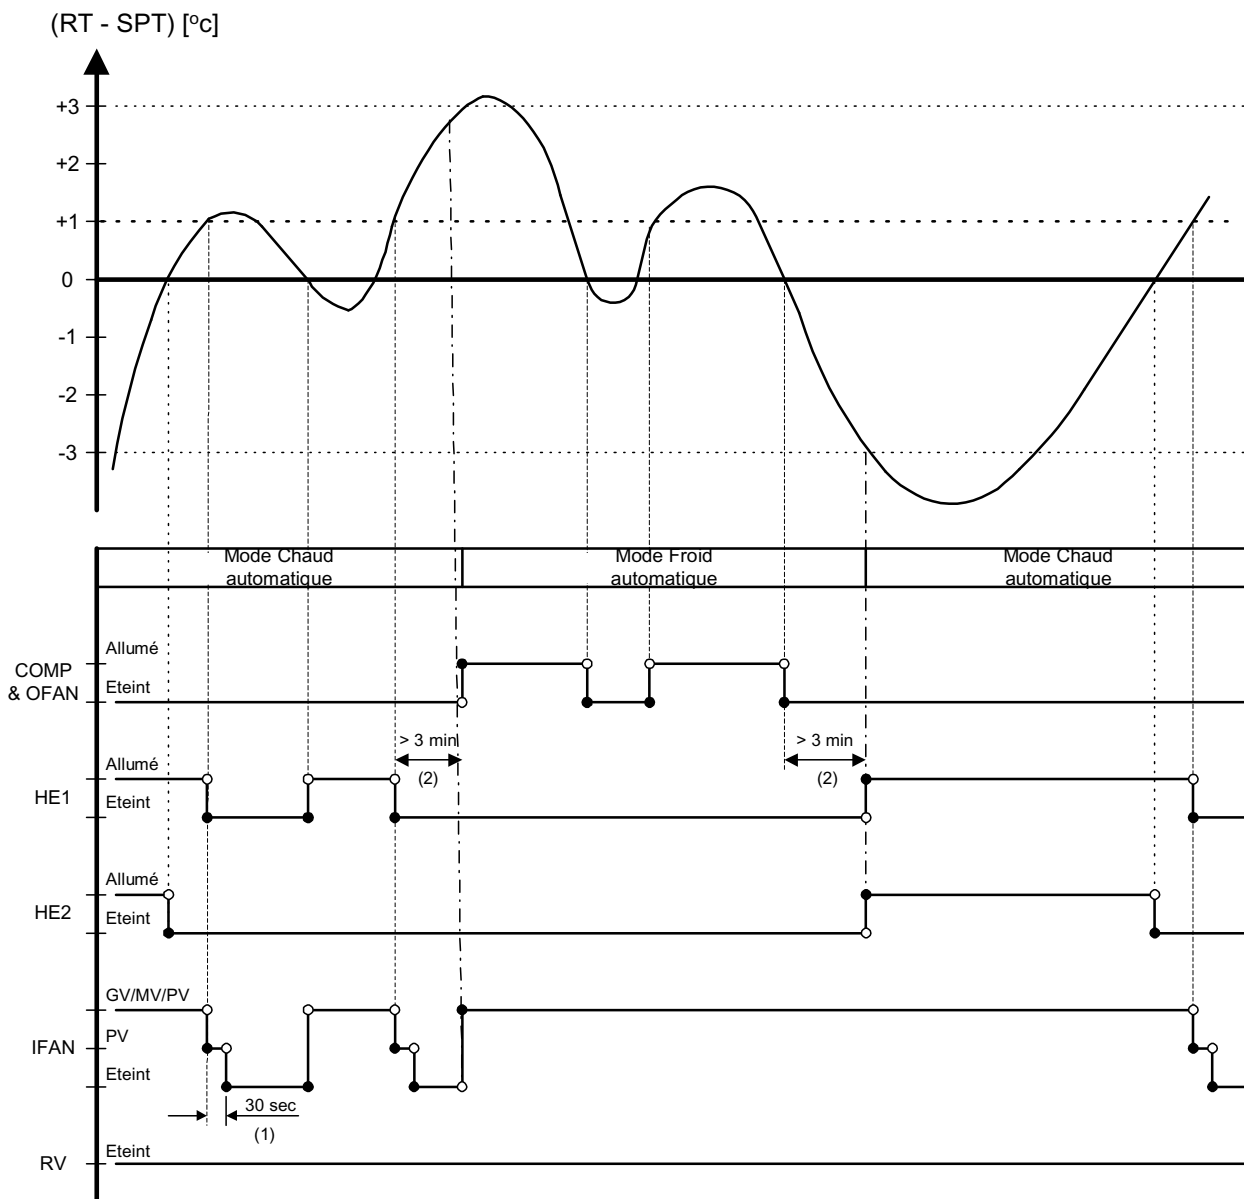 (RT - SPT) [ºc]
+3
+2
+1
0
-1
-2
-3
Mode Chaud
automatique
Mode Froid
automatique
Mode Chaud
automatique
COMP
& OFAN
Allumé
Eteint
> 3 min
(2)
> 3 min
(2)
HE1
Allumé
Eteint
HE2
Allumé
Eteint
IFAN
GV/MV/PV
PV
Eteint
30 sec
(1)
RV
Eteint